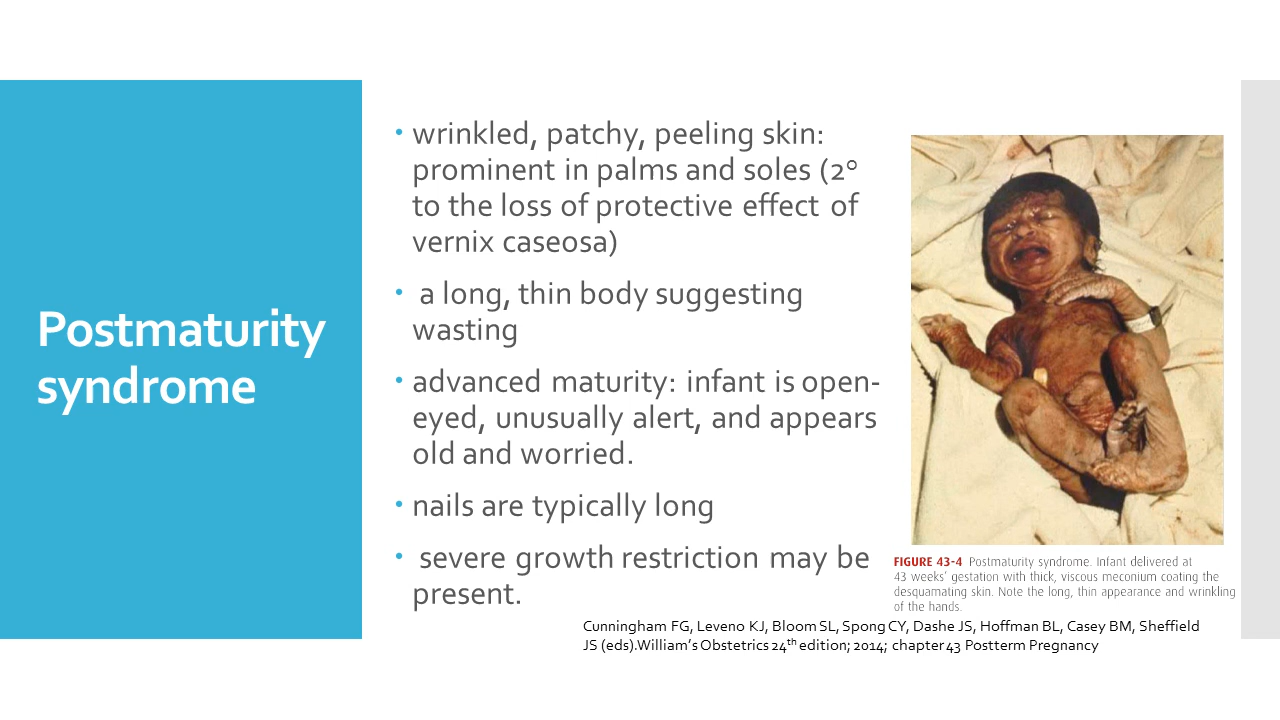 Postmaturity
syndrome
• wrinkled, patchy, peeling skin:
prominent in palms and soles (2°
to the loss of protective effect of
vernix caseosa)
• a long, thin body suggesting
wasting
• advanced maturity: infant is open-
eyed, unusually alert, and appears
old and worried.
• nails are typically long
• severe growth restriction may be
present.
FIGURE 43-4 Postmaturity syndrome. Infant delivered at
43 weeks' gestation with thick, viscous meconium coating the
desquamating skin. Note the long, thin appearance and wrinkling
of the hands.
Cunningham FG, Leveno KJ, Bloom SL, Spong CY, Dashe JS, Hoffman BL, Casey BM, Sheffield
JS (eds).William's Obstetrics 24th edition; 2014; chapter 43 Postterm Pregnancy